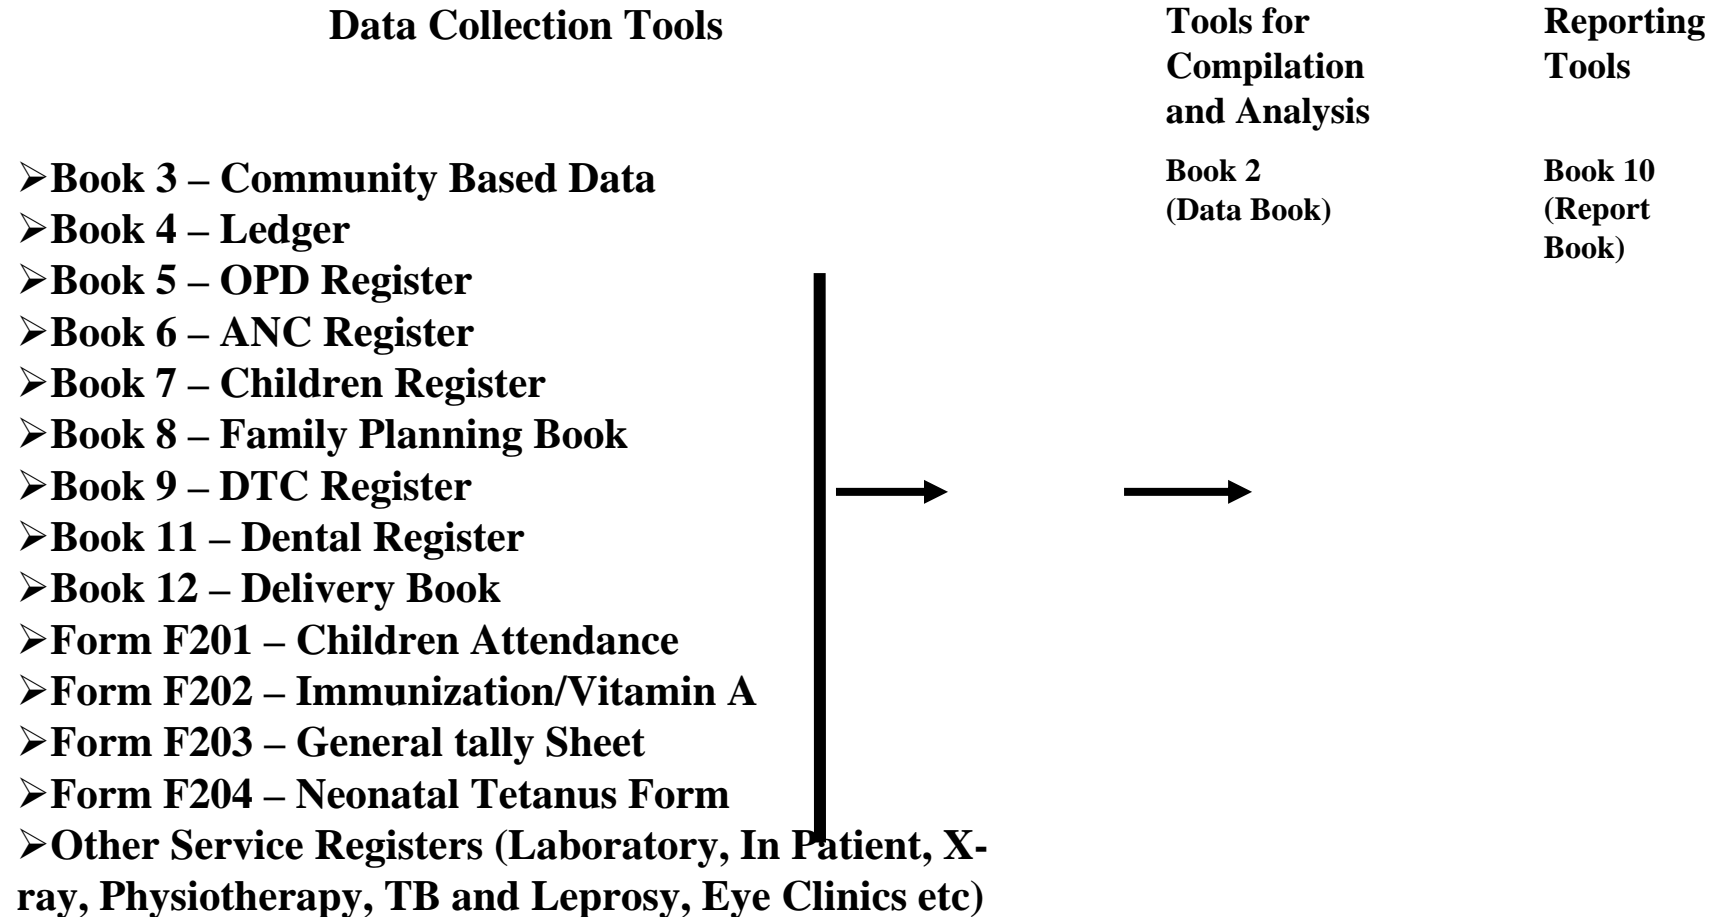 Data Collection Tools
Tools for
Compilation
and Analysis
Reporting
Tools
➢Book 3 – Community Based Data
➢Book 4 – Ledger
➢Book 5 – OPD Register
➢Book 6 – ANC Register
➢Book 7 – Children Register
➢Book 8 – Family Planning Book
➢Book 9 – DTC Register
➢Book 11 – Dental Register
➢Book 12 – Delivery Book
➢Form F201 – Children Attendance
➢Form F202 – Immunization/Vitamin A
➢Form F203 – General tally Sheet
➢Form F204 – Neonatal Tetanus Form
➢Other Service Registers (Laboratory, In Patient, X-
ray, Physiotherapy, TB and Leprosy, Eye Clinics etc)
Book 2
(Data Book)
Book 10
(Report
Book)